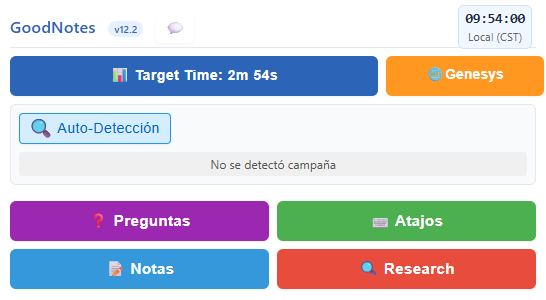 GoodNotes v12.2
09:54:00
Local (CST)
Target Time: 2m 54s
Genesys
Auto-Detección
No se detectó campaña
Preguntas
Atajos
Notas
Research